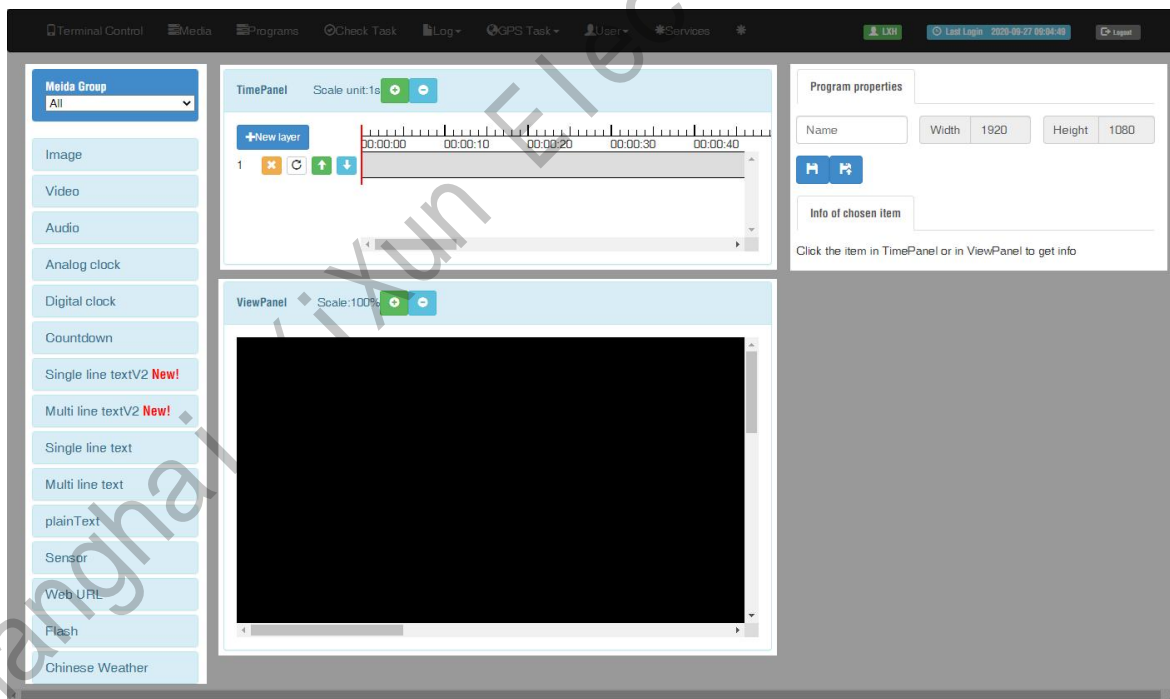 Terminal Control Media Programs Check Task Log GPS Task User Services LXH Last Login 2020-09-27 09:04:49 Logout
Meida Group
All
Image
Video
Audio
Analog clock
Digital clock
Countdown
Single line textV2 New!
Multi line textV2 New!
Single line text
Multi line text
plainText
Sensor
Web URL
Flash
Chinese Weather
TimePanel Scale unit:1s
New layer
00:00:00 00:00:10 00:00:20 00:00:30 00:00:40
1
ViewPanel Scale:100%
Program properties
Name Width 1920 Height 1080
Info of chosen item
Click the item in TimePanel or in ViewPanel to get info
anghai XiXun Elec